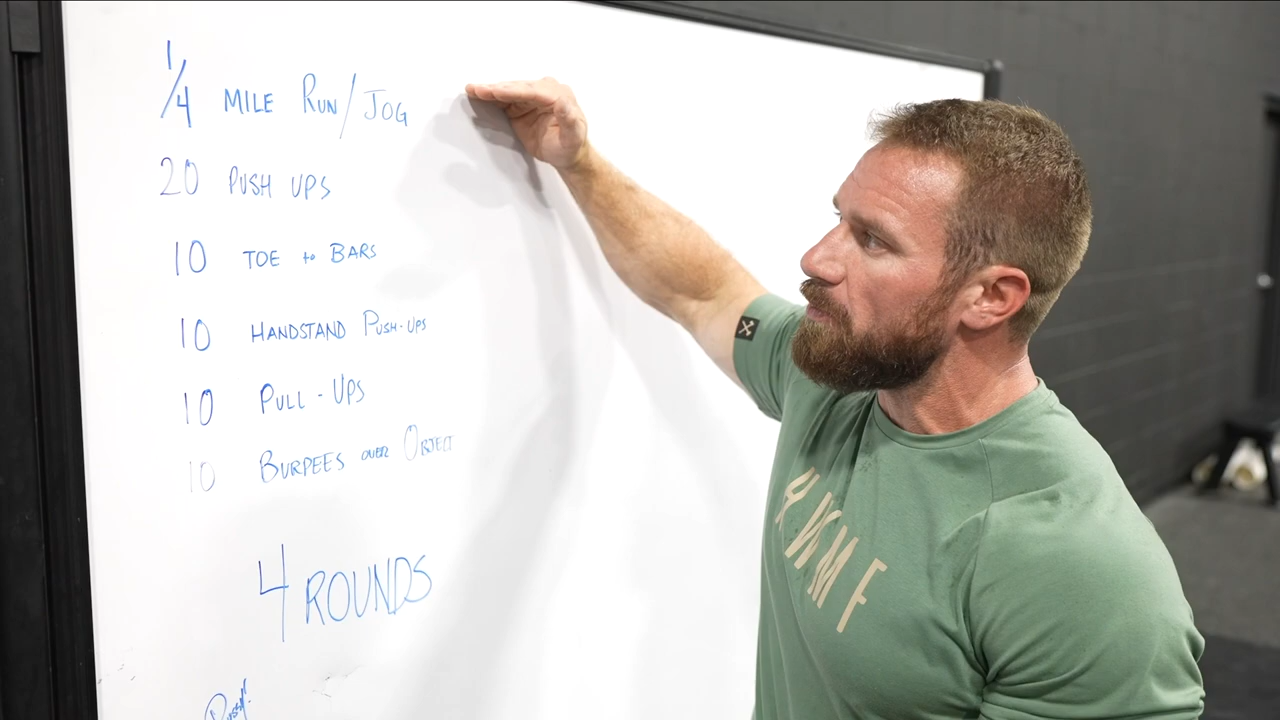 1/4 MILE RUN/JOG
20 PUSH UPS
10 TOE to BARS
10 HANDSTAND PUSH-UPS
10 PULL-UPS
10 BURPEES OVER OBJECT
4 ROUNDS